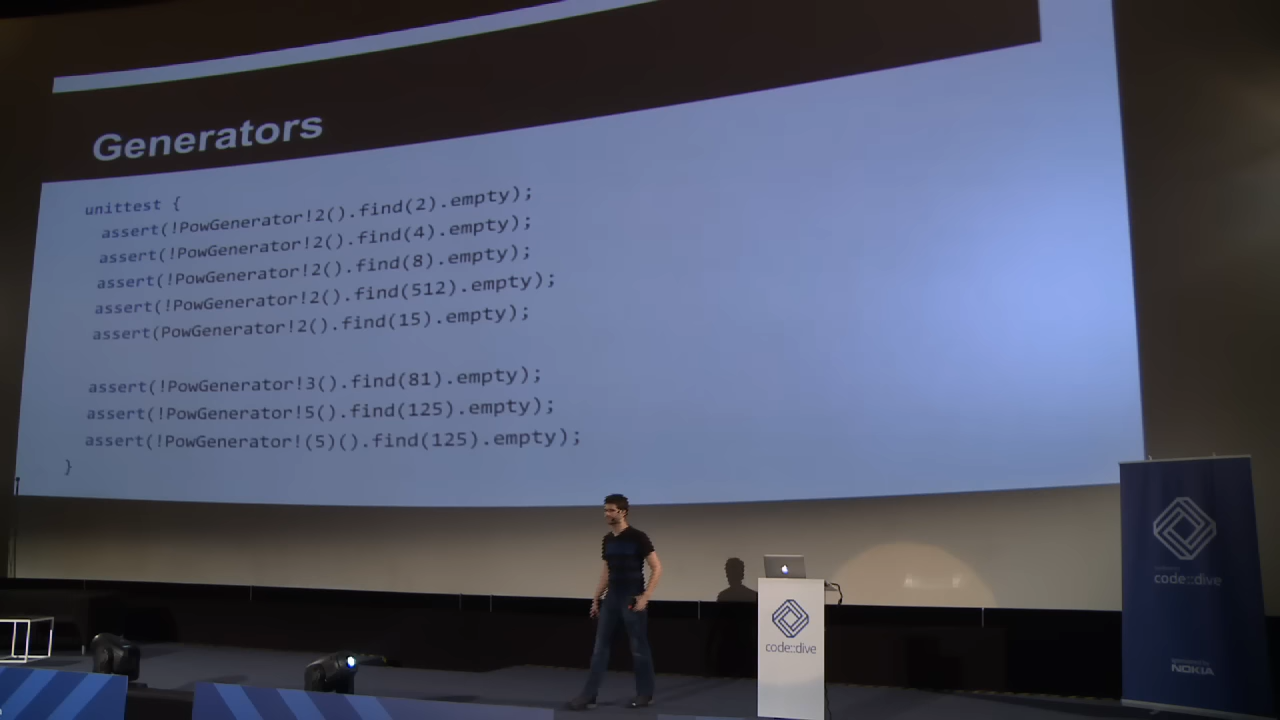 Generators
unittest {
assert(!PowGenerator!2().find(2).empty);
assert(!PowGenerator!2().find(4).empty);
assert(!PowGenerator!2().find(8).empty);
assert(!PowGenerator!2().find(512).empty);
assert(PowGenerator!2().find(15).empty);
assert(!PowGenerator!3().find(81).empty);
assert(!PowGenerator!5().find(125).empty);
assert(!PowGenerator!(5)().find(125).empty);
}
code::dive
code::dive
NOKIA